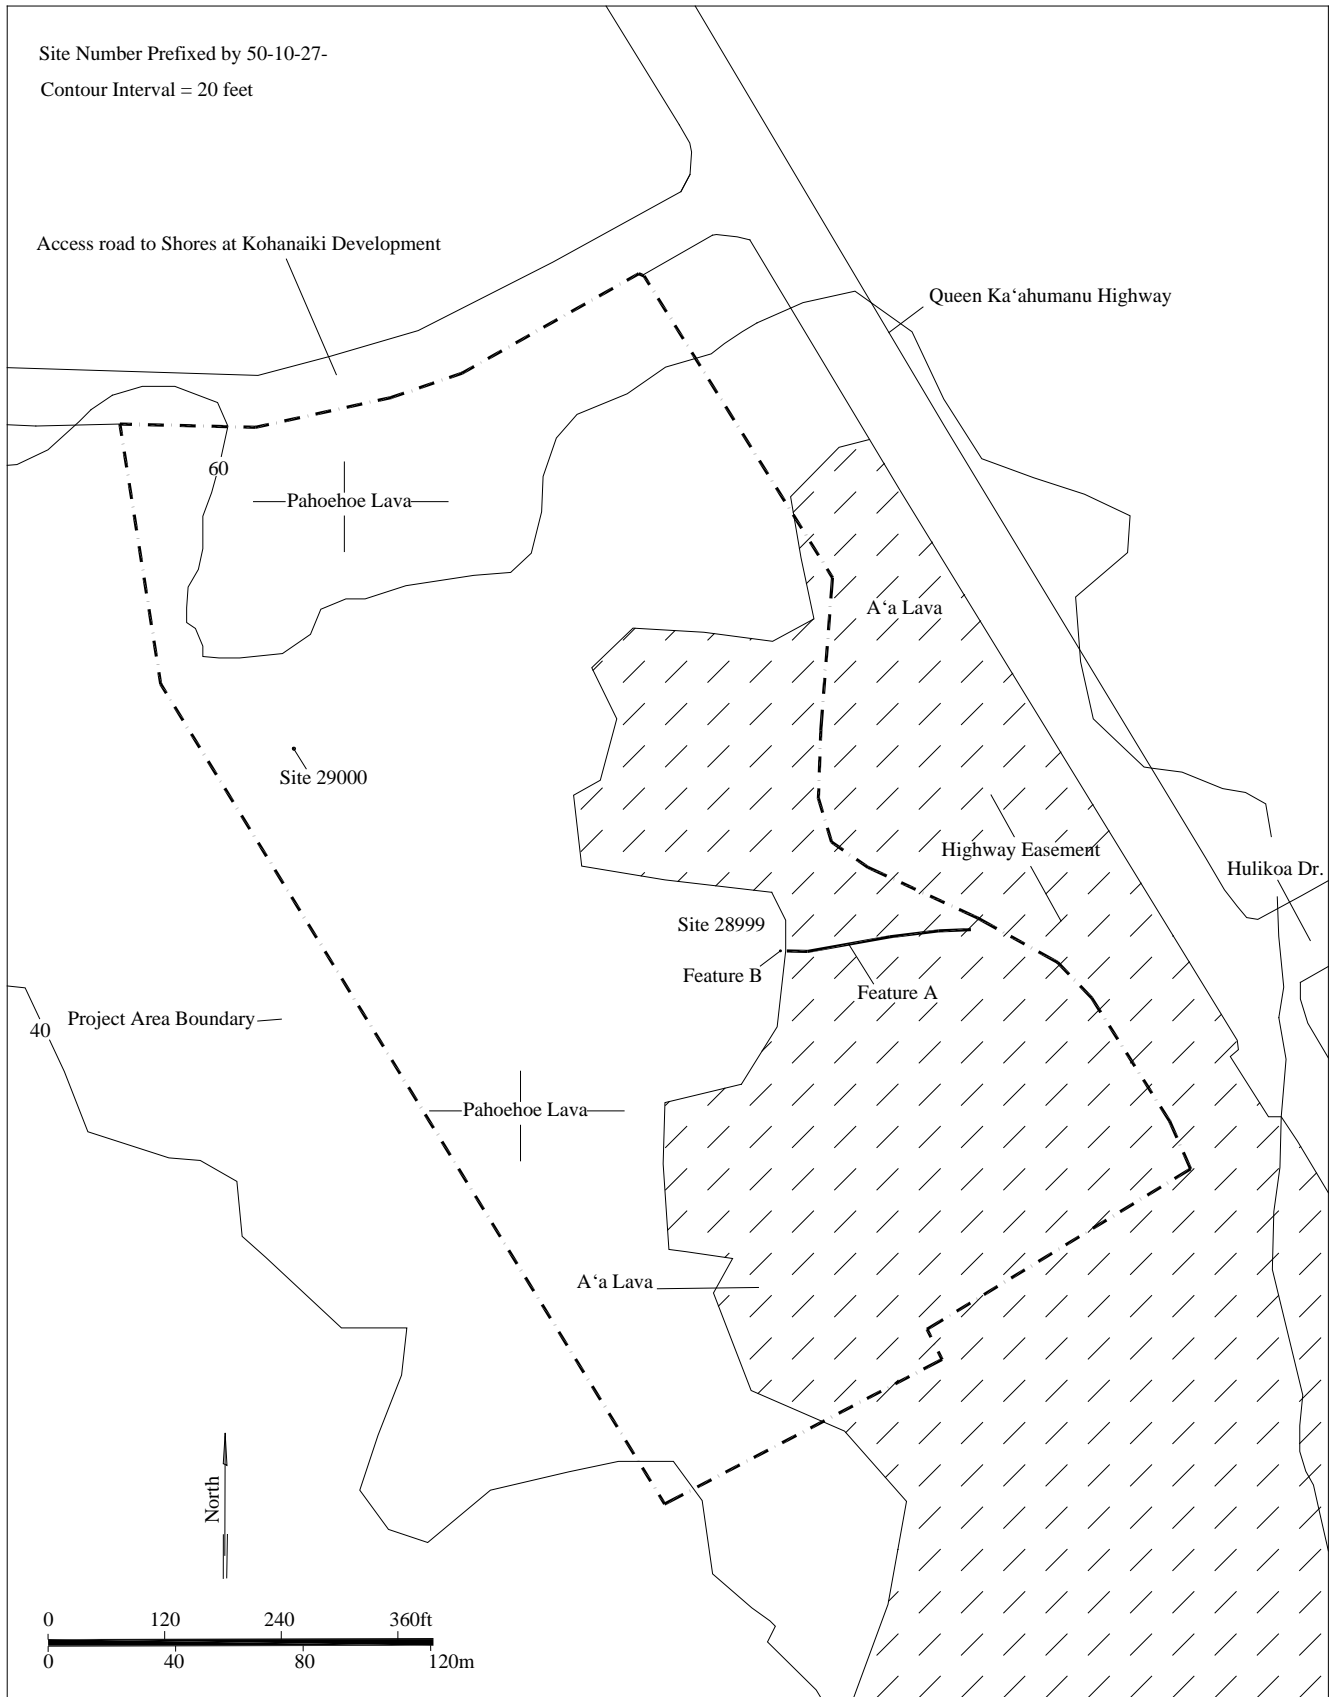 Site Number Prefixed by 50-10-27-
Contour Interval = 20 feet
Access road to Shores at Kohanaiki Development
Queen Ka‘ahumanu Highway
60
Pahoehoe Lava
A‘a Lava
Site 29000
Highway Easement
Hulikoa Dr.
Site 28999
Feature B
Feature A
Project Area Boundary
40
Pahoehoe Lava
A‘a Lava
North
0 120 240 360ft
0 40 80 120m